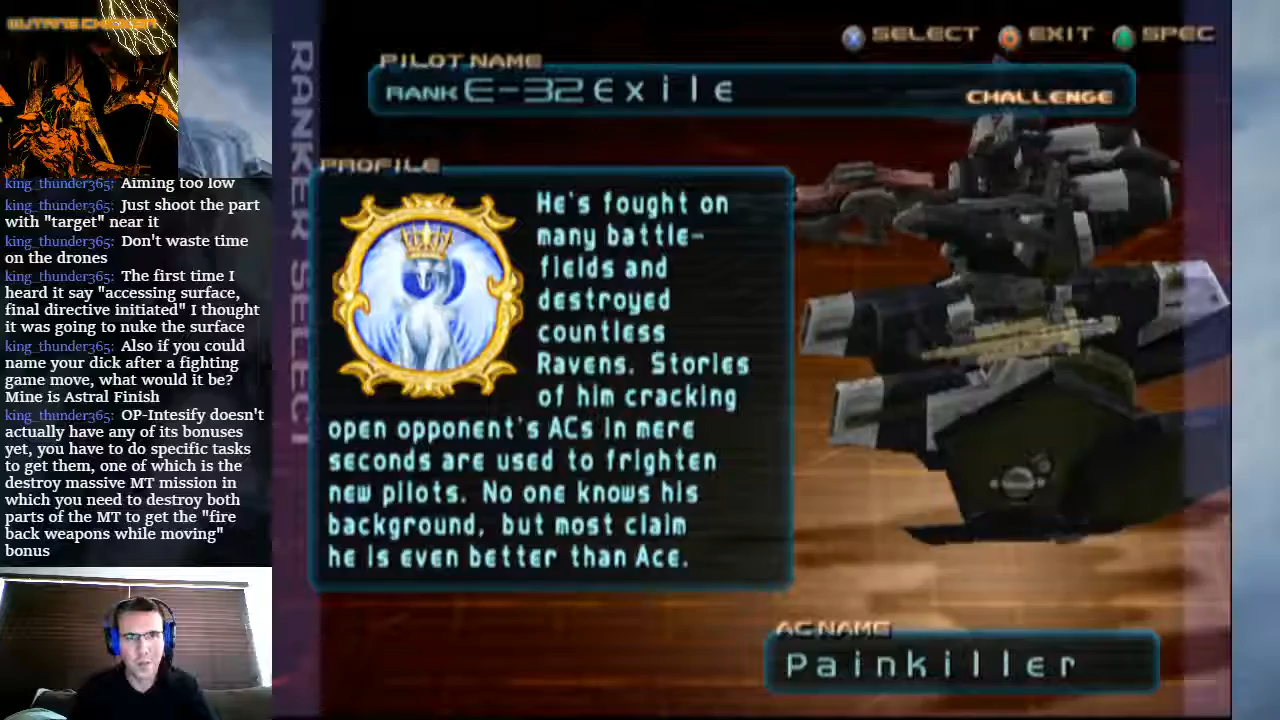 MUTANE CHICKEN
king_thunder365: Aiming too low
king_thunder365: Just shoot the part
with "target" near it
king_thunder365: Don't waste time
on the drones
king_thunder365: The first time I
heard it say "accessing surface,
final directive initiated" I thought
it was going to nuke the surface
king_thunder365: Also if you could
name your dick after a fighting
game move, what would it be?
Mine is Astral Finish
king_thunder365: OP-Intesify doesn't
actually have any of its bonuses
yet, you have to do specific tasks
to get them, one of which is the
destroy massive MT mission in
which you need to destroy both
parts of the MT to get the "fire
back weapons while moving"
bonus
RANKER SELECT
SELECT EXIT SPEC
PILOT NAME
RANK E-32 Exile
CHALLENGE
PROFILE
He's fought on
many battle-
fields and
destroyed
countless
Ravens. Stories
of him cracking
open opponent's ACs in mere
seconds are used to frighten
new pilots. No one knows his
background, but most claim
he is even better than Ace.
AC NAME
Painkiller